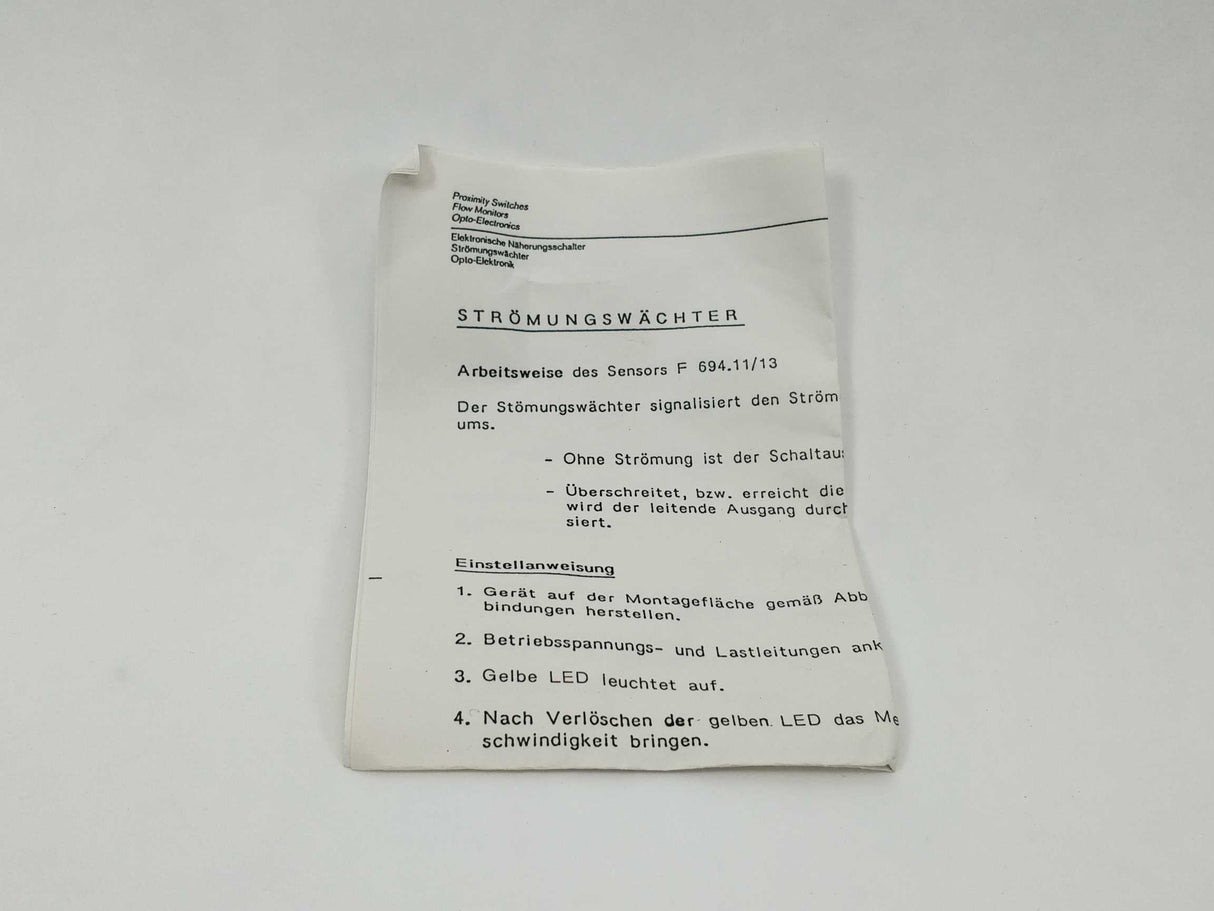 Proximity Switches
Flow Monitors
Opto-Electronics
Elektronische Näherungsschalter
Strömungswächter
Opto-Elektronik
STRÖMUNGSWÄCHTER
Arbeitsweise des Sensors F 694.11/13
Der Stömungswächter signalisiert den Ström
ums.
- Ohne Strömung ist der Schaltau
- Überschreitet, bzw. erreicht die
wird der leitende Ausgang durch
siert.
Einstellanweisung
1. Gerät auf der Montagefläche gemäß Abb
bindungen herstellen.
2. Betriebsspannungs- und Lastleitungen ank
3. Gelbe LED leuchtet auf.
4. Nach Verlöschen der gelben LED das Me
schwindigkeit bringen.